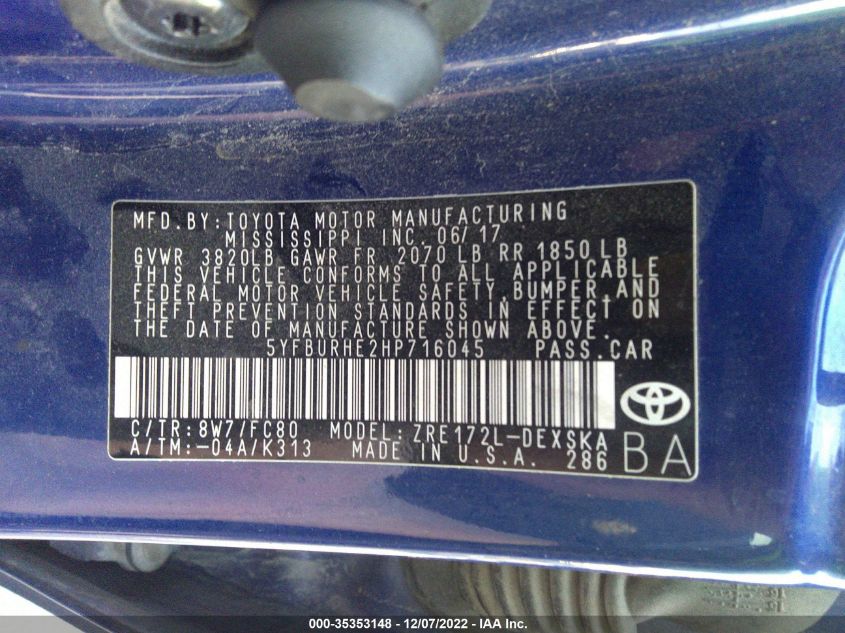 MFD.BY:TOYOTA MOTOR MANUFACTURING
MISSISSIPPI INC. 06/17
GVWR 3820LB GAWR FR 2070 LB RR 1850 LB
THIS VEHICLE CONFORMS TO ALL APPLICABLE
FEDERAL MOTOR VEHICLE SAFETY,BUMPER,AND
THEFT PREVENTION STANDARDS IN EFFECT ON
THE DATE OF MANUFACTURE SHOWN ABOVE.
5YFBURHE2HP716045 PASS.CAR
C/TR:8W7/FC80 MODEL:ZRE172L-DEXSKA
A/TM:-04A/K313 MADE IN U.S.A. 286
BA
000-35353148 - 12/07/2022 - IAA Inc.